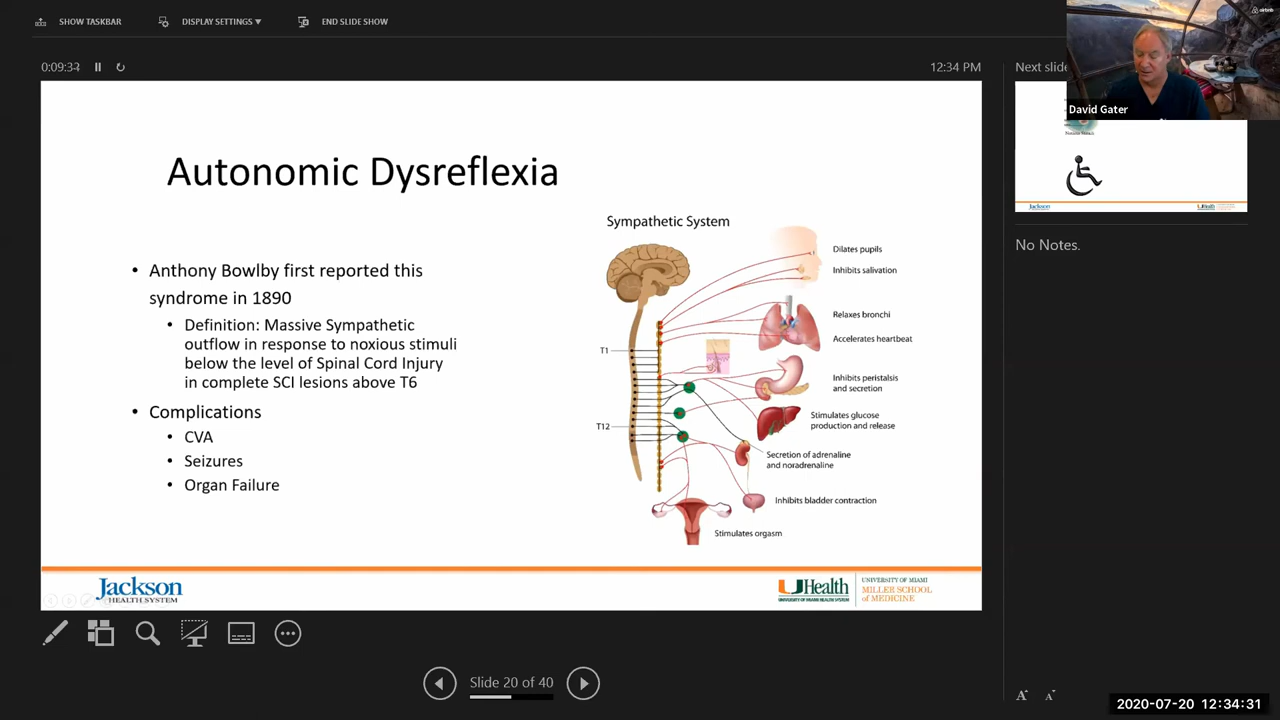 SHOW TASKBAR
DISPLAY SETTINGS ▼
END SLIDE SHOW
airbnb
David Gater
0:09:34
12:34 PM
Next slid
Autonomic Dysreflexia
• Anthony Bowlby first reported this
syndrome in 1890
• Definition: Massive Sympathetic
outflow in response to noxious stimuli
below the level of Spinal Cord Injury
in complete SCI lesions above T6
• Complications
• CVA
• Seizures
• Organ Failure
Sympathetic System
Dilates pupils
Inhibits salivation
Relaxes bronchi
Accelerates heartbeat
T1
Inhibits peristalsis
and secretion
Stimulates glucose
production and release
T12
Secretion of adrenaline
and noradrenaline
Inhibits bladder contraction
Stimulates orgasm
Jackson
HEALTH SYSTEM
UHealth
UNIVERSITY OF MIAMI HEALTH SYSTEM
UNIVERSITY OF MIAMI
MILLER SCHOOL
of MEDICINE
Jackson
UHealth
No Notes.
Slide 20 of 40
A A
2020-07-20 12:34:31